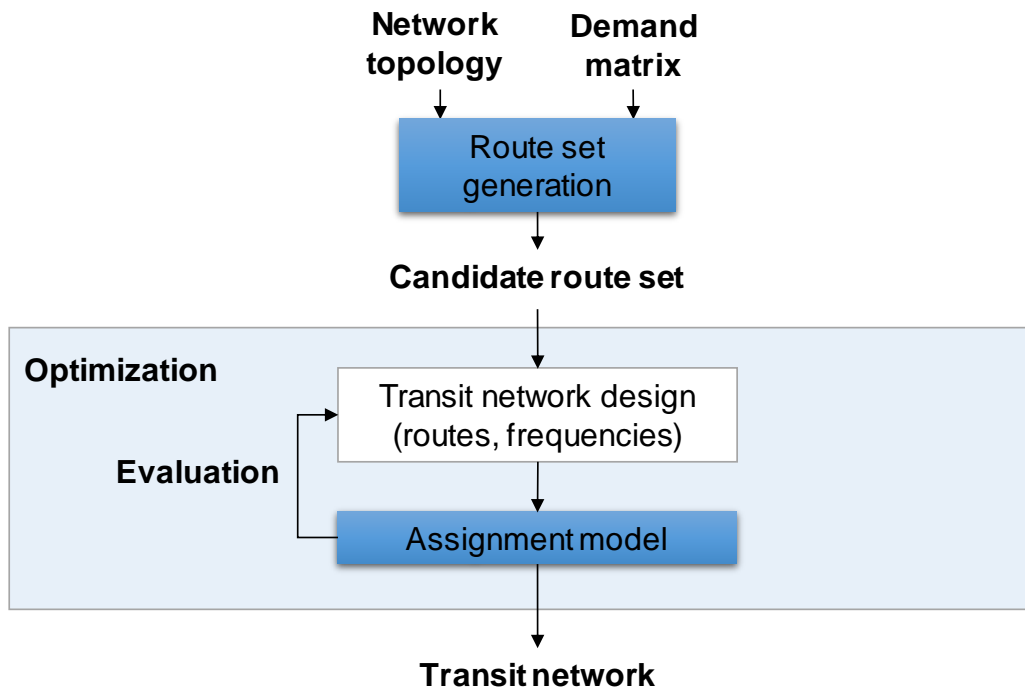 Network
topology
Demand
matrix
Route set
generation
Candidate route set
Optimization
Transit network design
(routes, frequencies)
Evaluation
Assignment model
Transit network